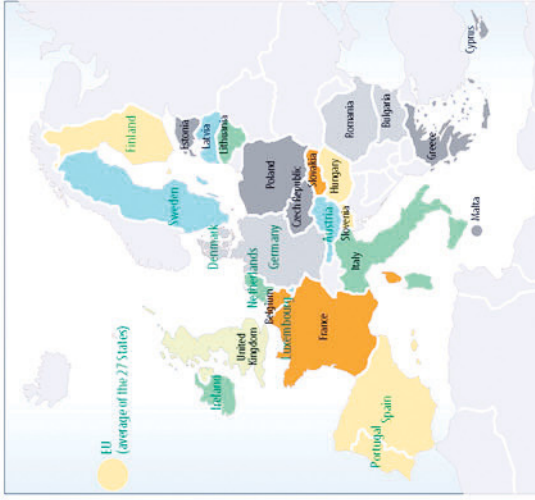 EU
(average of the 27 States)
Finland
Estonia
Latvia
Lithuania
Sweden
Denmark
Ireland
United
Kingdom
Netherlands
Belgium
Luxembourg
Germany
Poland
Czech Republic
Slovakia
Austria
Hungary
Slovenia
Romania
Bulgaria
France
Italy
Portugal
Spain
Greece
Malta
Cyprus